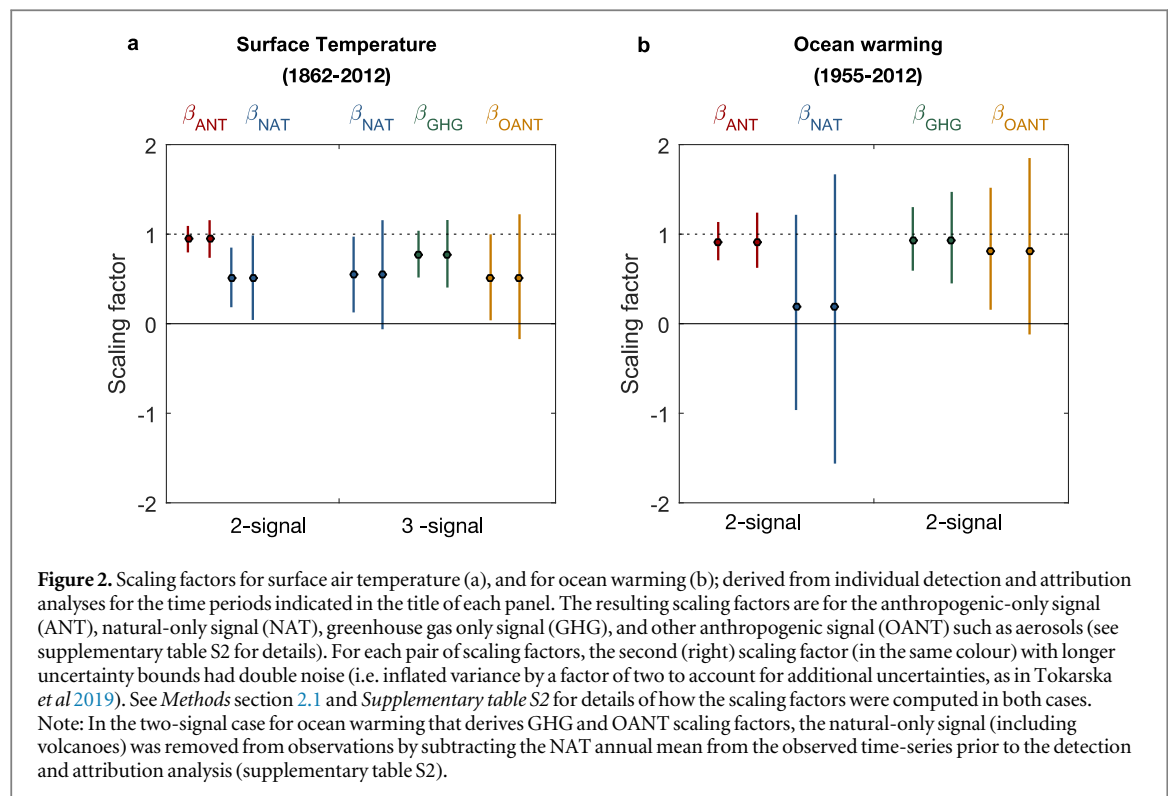 a
Surface Temperature
(1862-2012)
β_ANT β_NAT β_NAT β_GHG β_OANT
2
1
0
-1
-2
Scaling factor
2-signal 3 -signal
b
Ocean warming
(1955-2012)
β_ANT β_NAT β_GHG β_OANT
2
1
0
-1
-2
Scaling factor
2-signal 2-signal
Figure 2. Scaling factors for surface air temperature (a), and for ocean warming (b); derived from individual detection and attribution
analyses for the time periods indicated in the title of each panel. The resulting scaling factors are for the anthropogenic-only signal
(ANT), natural-only signal (NAT), greenhouse gas only signal (GHG), and other anthropogenic signal (OANT) such as aerosols (see
supplementary table S2 for details). For each pair of scaling factors, the second (right) scaling factor (in the same colour) with longer
uncertainty bounds had double noise (i.e. inflated variance by a factor of two to account for additional uncertainties, as in Tokarska
et al 2019). See Methods section 2.1 and Supplementary table S2 for details of how the scaling factors were computed in both cases.
Note: In the two-signal case for ocean warming that derives GHG and OANT scaling factors, the natural-only signal (including
volcanoes) was removed from observations by subtracting the NAT annual mean from the observed time-series prior to the detection
and attribution analysis (supplementary table S2).